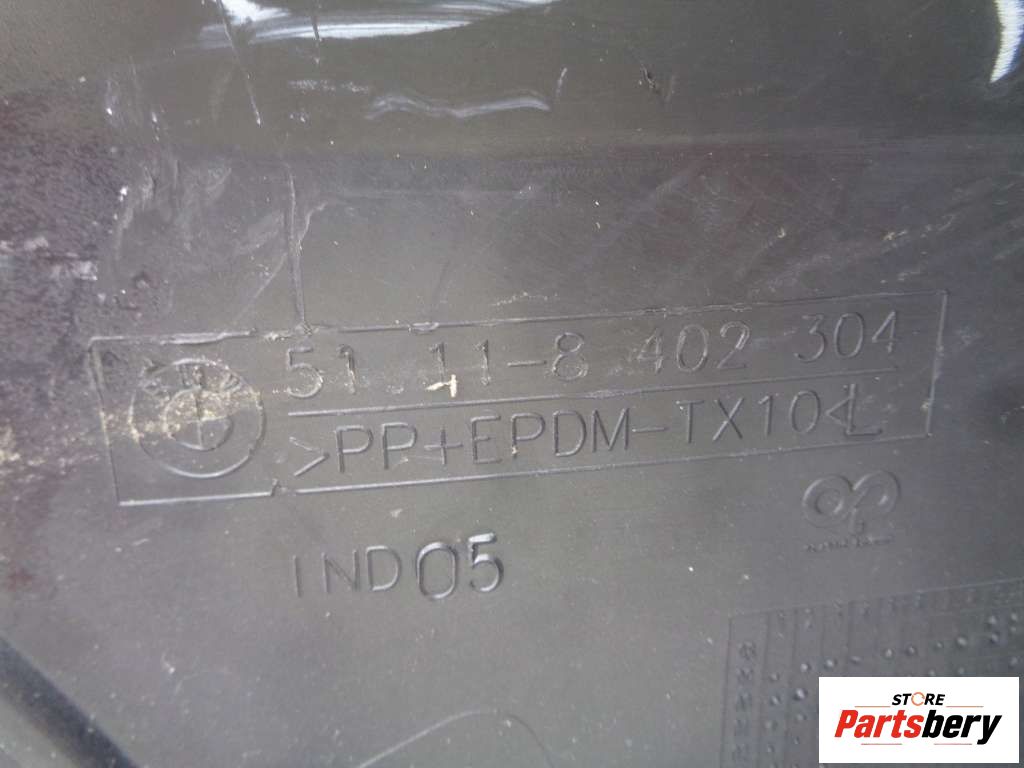 51.11-8 402 304
>PP+EPDM-TX10<L
IND05
STORE
Partsbery